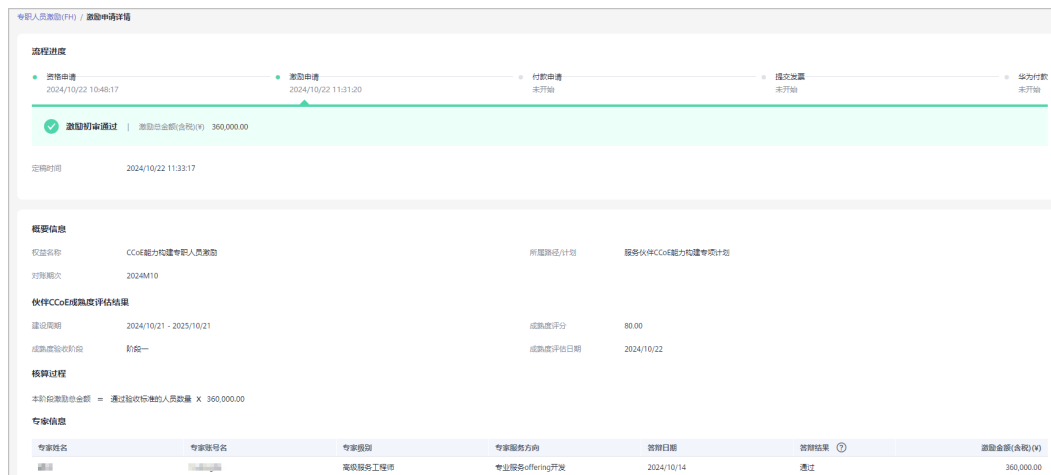 专职人员激励(FH) / 激励申请详情
流程进度
资格申请 激励申请 付款申请 提交发票 华为付款
2024/10/22 10:48:17 2024/10/22 11:31:20 未开始 未开始 未开始
激励初审通过 | 激励总金额(含税)(¥) 360,000.00
定稿时间 2024/10/22 11:33:17
概要信息
权益名称 CCoE能力构建专职人员激励 所属路径/计划 服务伙伴CCoE能力构建专项计划
对账期次 2024M10
伙伴CCoE成熟度评估结果
建设周期 2024/10/21 - 2025/10/21 成熟度评分 80.00
成熟度验收阶段 阶段一 成熟度评估日期 2024/10/22
核算过程
本阶段激励总金额 = 通过验收标准的人员数量 X 360,000.00
专家信息
专家姓名 专家账号名 专家级别 专家服务方向 答辩日期 答辩结果 ? 激励金额(含税)(¥)
高级服务工程师 专业服务offering开发 2024/10/14 通过 360,000.00